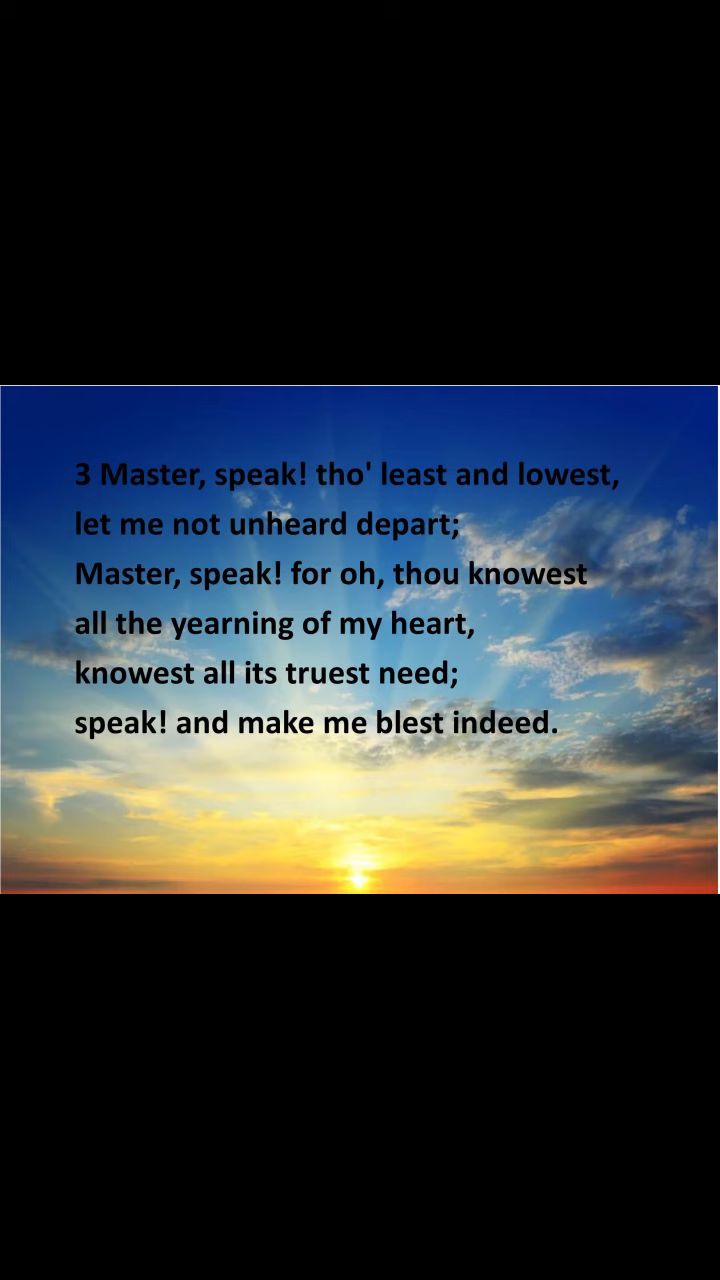 3 Master, speak! tho' least and lowest,
let me not unheard depart;
Master, speak! for oh, thou knowest
all the yearning of my heart,
knowest all its truest need;
speak! and make me blest indeed.